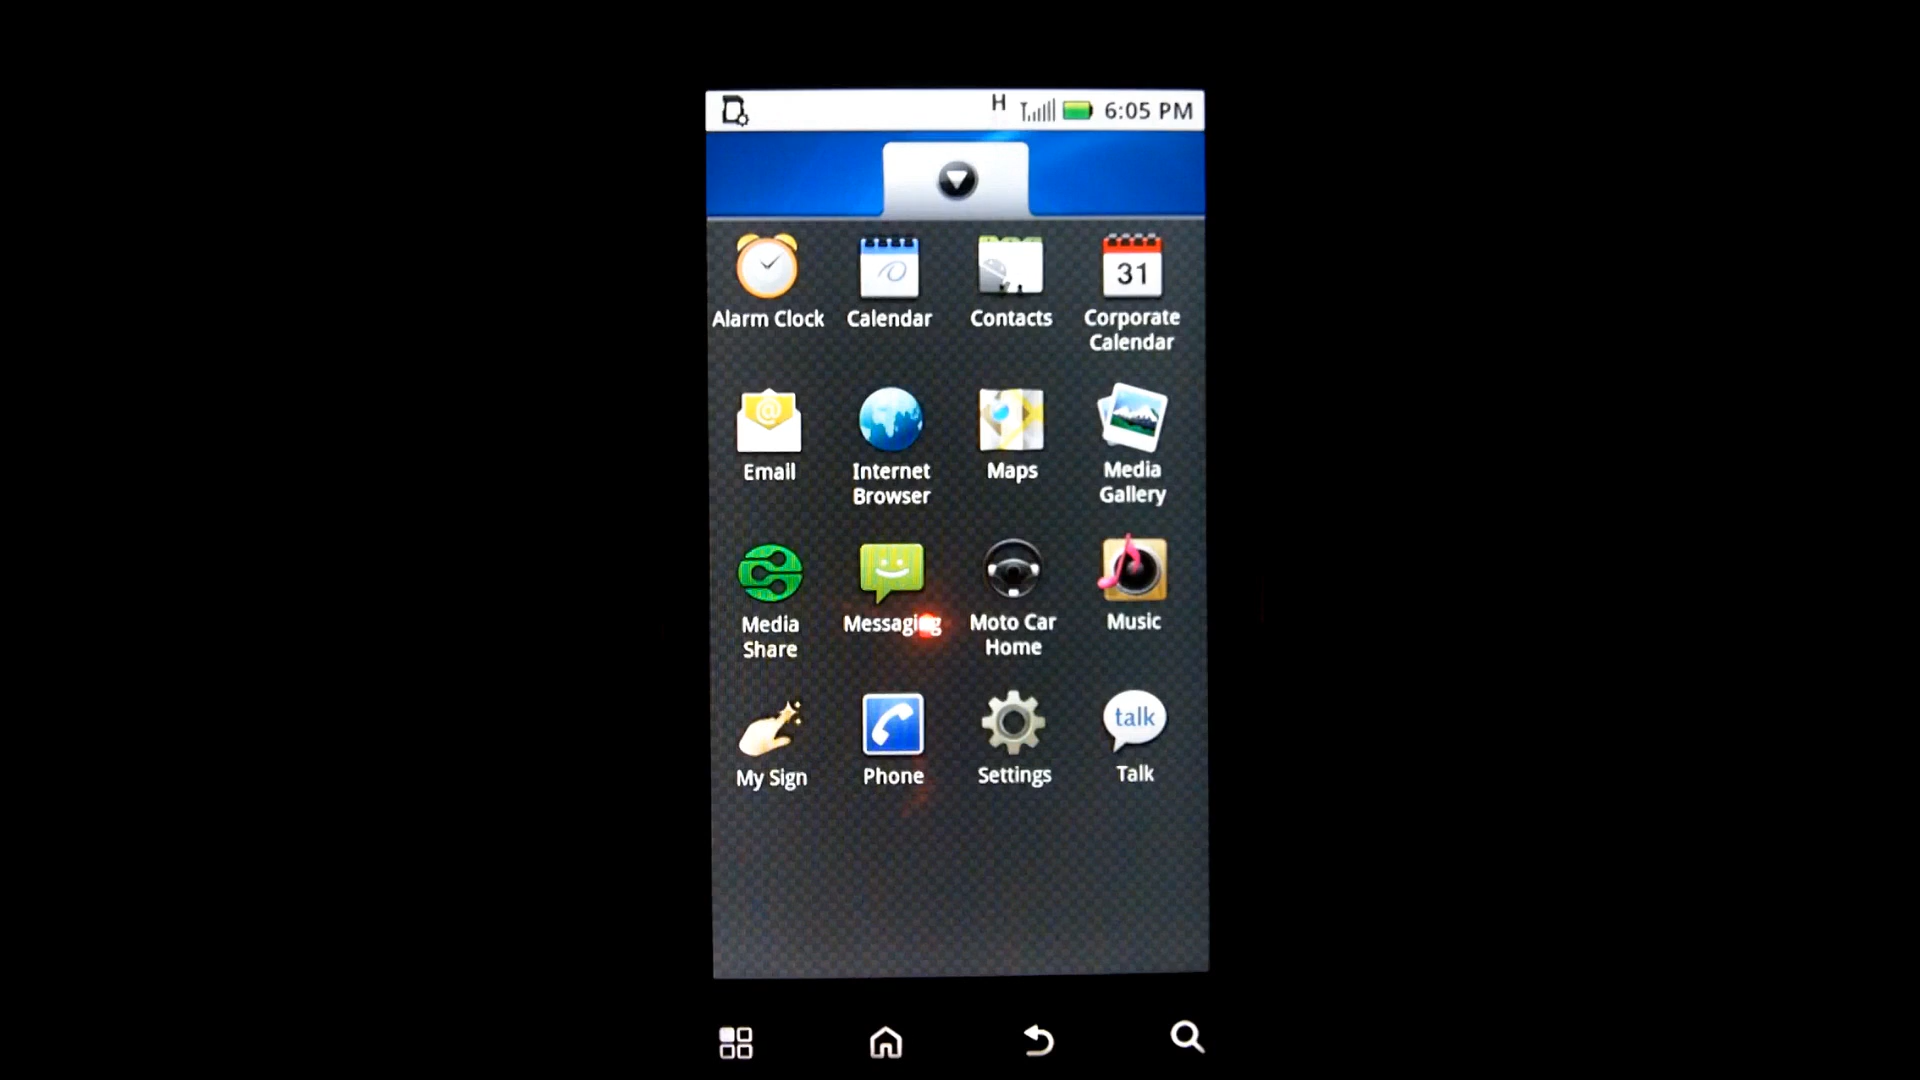 H 6:05 PM
31
Alarm Clock Calendar Contacts Corporate
Calendar
@
Email Internet Maps Media
Browser Gallery
Media Messaging Moto Car Music
Share Home
talk
My Sign Phone Settings Talk